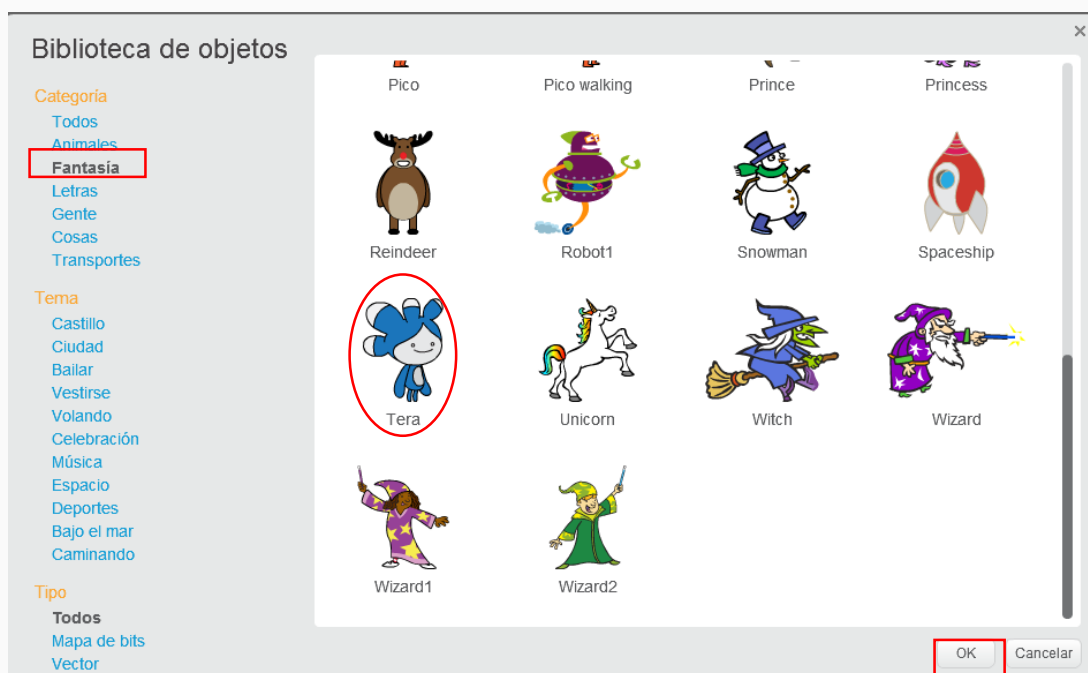 ×
Biblioteca de objetos
Categoría
Todos
Animales
Fantasía
Letras
Gente
Cosas
Transportes
Tema
Castillo
Ciudad
Bailar
Vestirse
Volando
Celebración
Música
Espacio
Deportes
Bajo el mar
Caminando
Tipo
Todos
Mapa de bits
Vector
Pico Pico walking Prince Princess
Reindeer Robot1 Snowman Spaceship
Tera Unicorn Witch Wizard
Wizard1 Wizard2
OK Cancelar